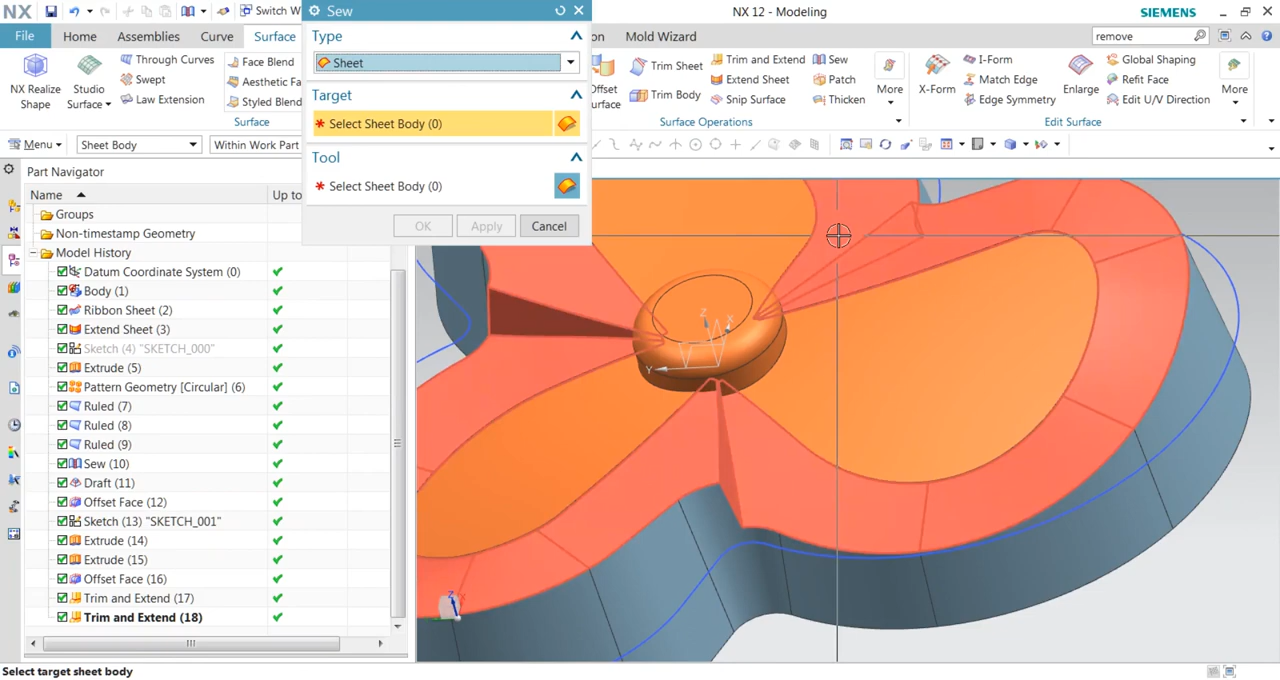 NX
Switch W
Sew
NX 12 - Modeling
SIEMENS
File
Home
Assemblies
Curve
Surface
on
Mold Wizard
remove
NX Realize
Shape
Studio
Surface
Through Curves
Swept
Law Extension
Face Blend
Aesthetic Fa
Styled Blend
Surface
Type
Sheet
Target
* Select Sheet Body (0)
Tool
* Select Sheet Body (0)
OK
Apply
Cancel
Offset
urface
Trim Sheet
Trim Body
Trim and Extend
Extend Sheet
Snip Surface
Sew
Patch
Thicken
More
Surface Operations
X-Form
I-Form
Match Edge
Edge Symmetry
Enlarge
Global Shaping
Refit Face
Edit U/V Direction
More
Edit Surface
Menu
Sheet Body
Within Work Part
Part Navigator
Name
Up to
Groups
Non-timestamp Geometry
Model History
Datum Coordinate System (0)
Body (1)
Ribbon Sheet (2)
Extend Sheet (3)
Sketch (4) "SKETCH_000"
Extrude (5)
Pattern Geometry [Circular] (6)
Ruled (7)
Ruled (8)
Ruled (9)
Sew (10)
Draft (11)
Offset Face (12)
Sketch (13) "SKETCH_001"
Extrude (14)
Extrude (15)
Offset Face (16)
Trim and Extend (17)
Trim and Extend (18)
Z
X
Y
Z
Select target sheet body